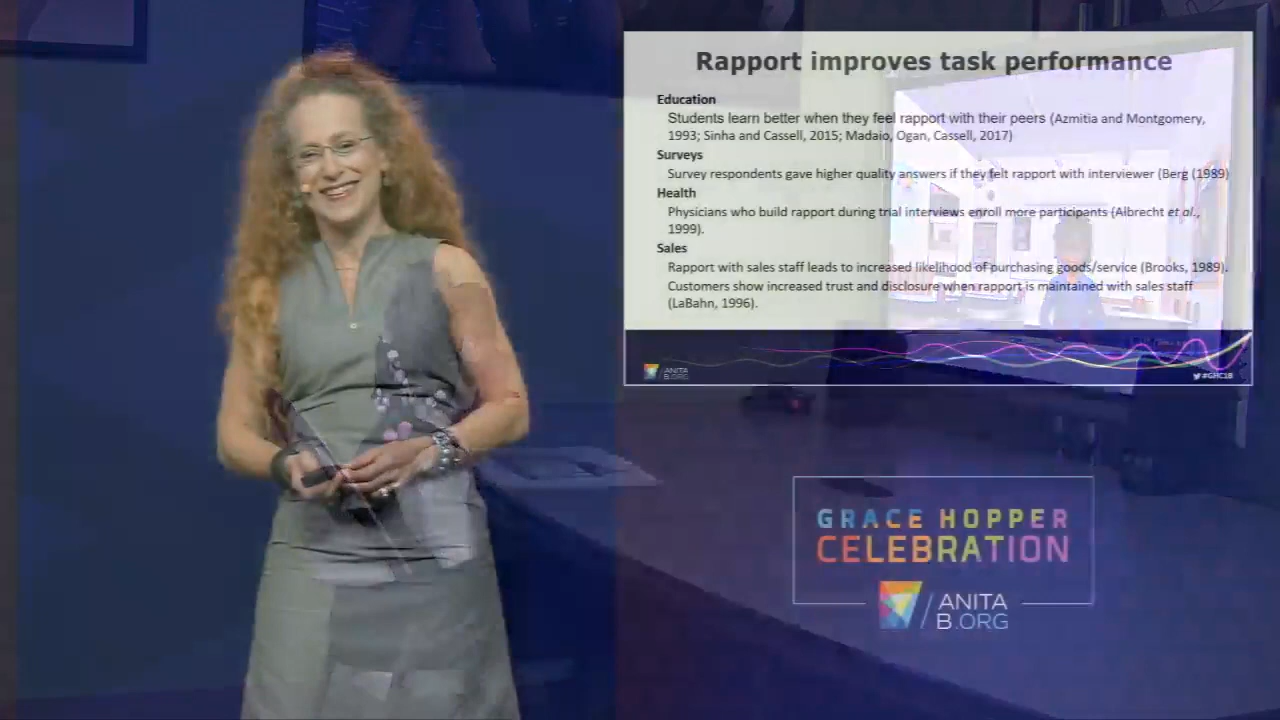 Rapport improves task performance
Education
Students learn better when they feel rapport with their peers (Azmitia and Montgomery,
1993; Sinha and Cassell, 2015; Madaio, Ogan, Cassell, 2017)
Surveys
Survey respondents gave higher quality answers if they felt rapport with interviewer (Berg (1989)
Health
Physicians who build rapport during trial interviews enroll more participants (Albrecht et al.,
1999).
Sales
Rapport with sales staff leads to increased likelihood of purchasing goods/service (Brooks, 1989).
Customers show increased trust and disclosure when rapport is maintained with sales staff
(LaBahn, 1996).
ANITA
B.ORG
#GHC18
GRACE HOPPER
CELEBRATION
ANITA
B.ORG